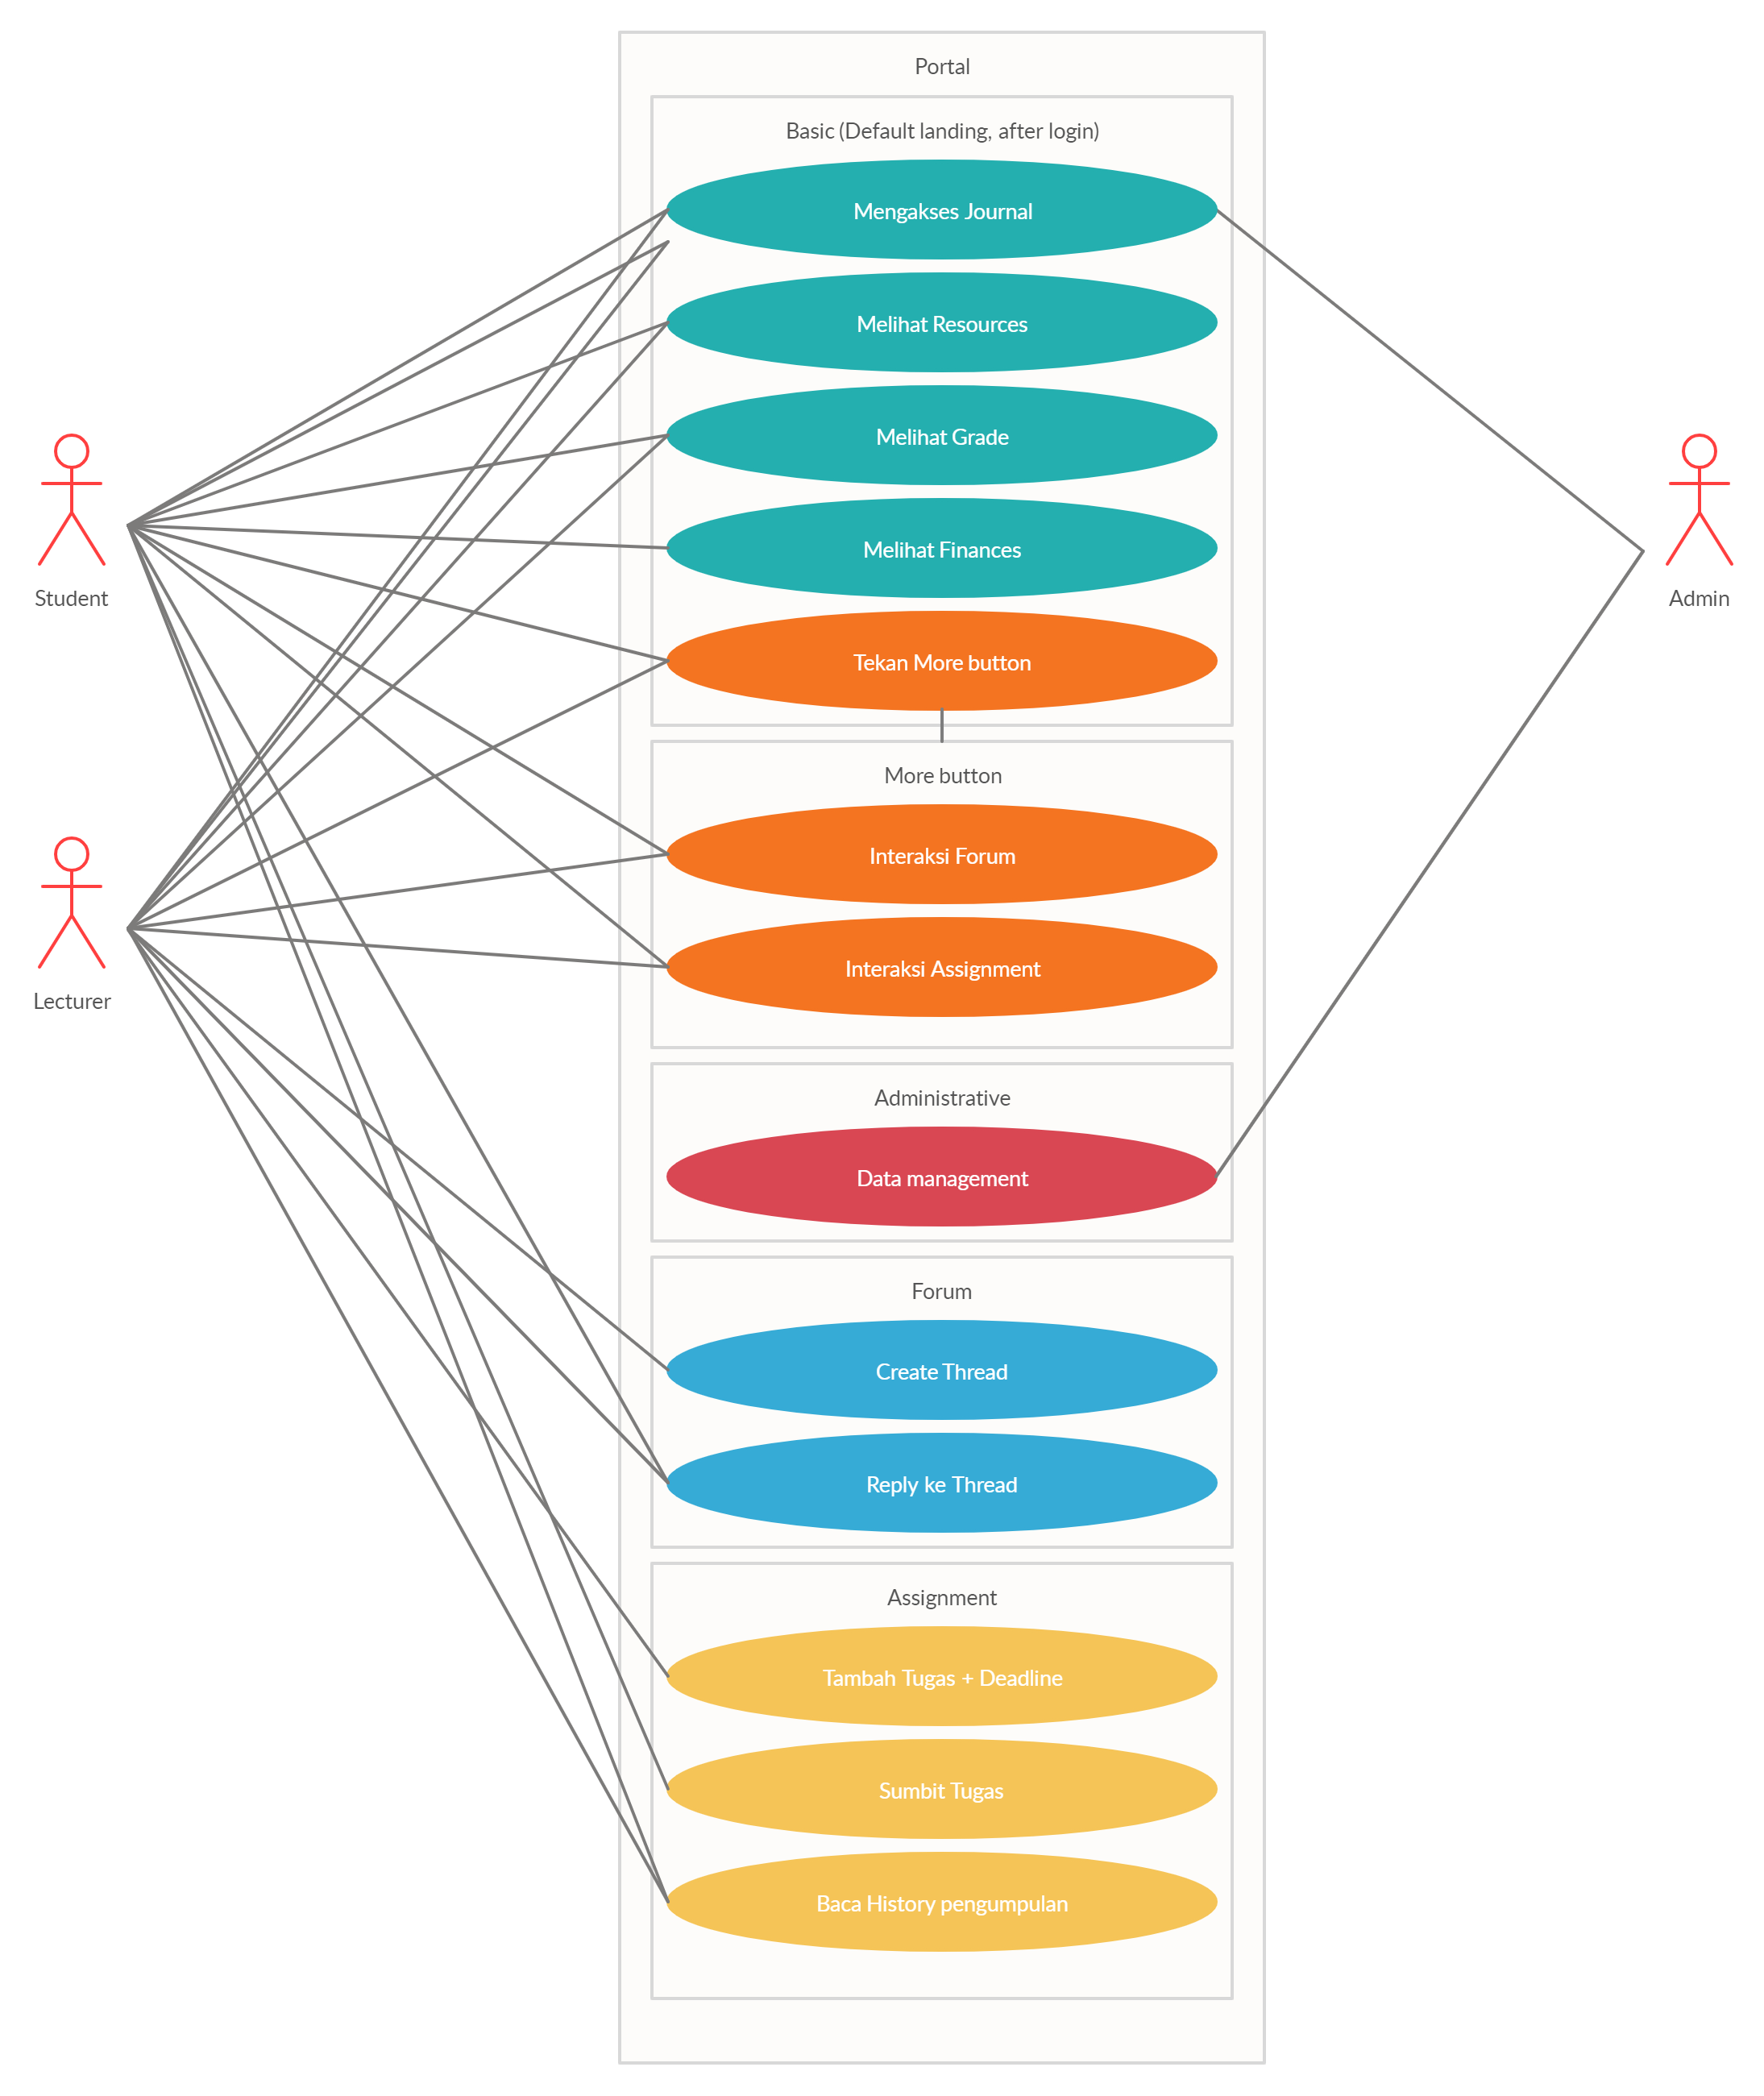 Portal
Basic (Default landing, after login)
Mengakses Journal
Melihat Resources
Melihat Grade
Melihat Finances
Tekan More button
Student
Admin
More button
Interaksi Forum
Interaksi Assignment
Lecturer
Administrative
Data management
Forum
Create Thread
Reply ke Thread
Assignment
Tambah Tugas + Deadline
Sumbit Tugas
Baca History pengumpulan